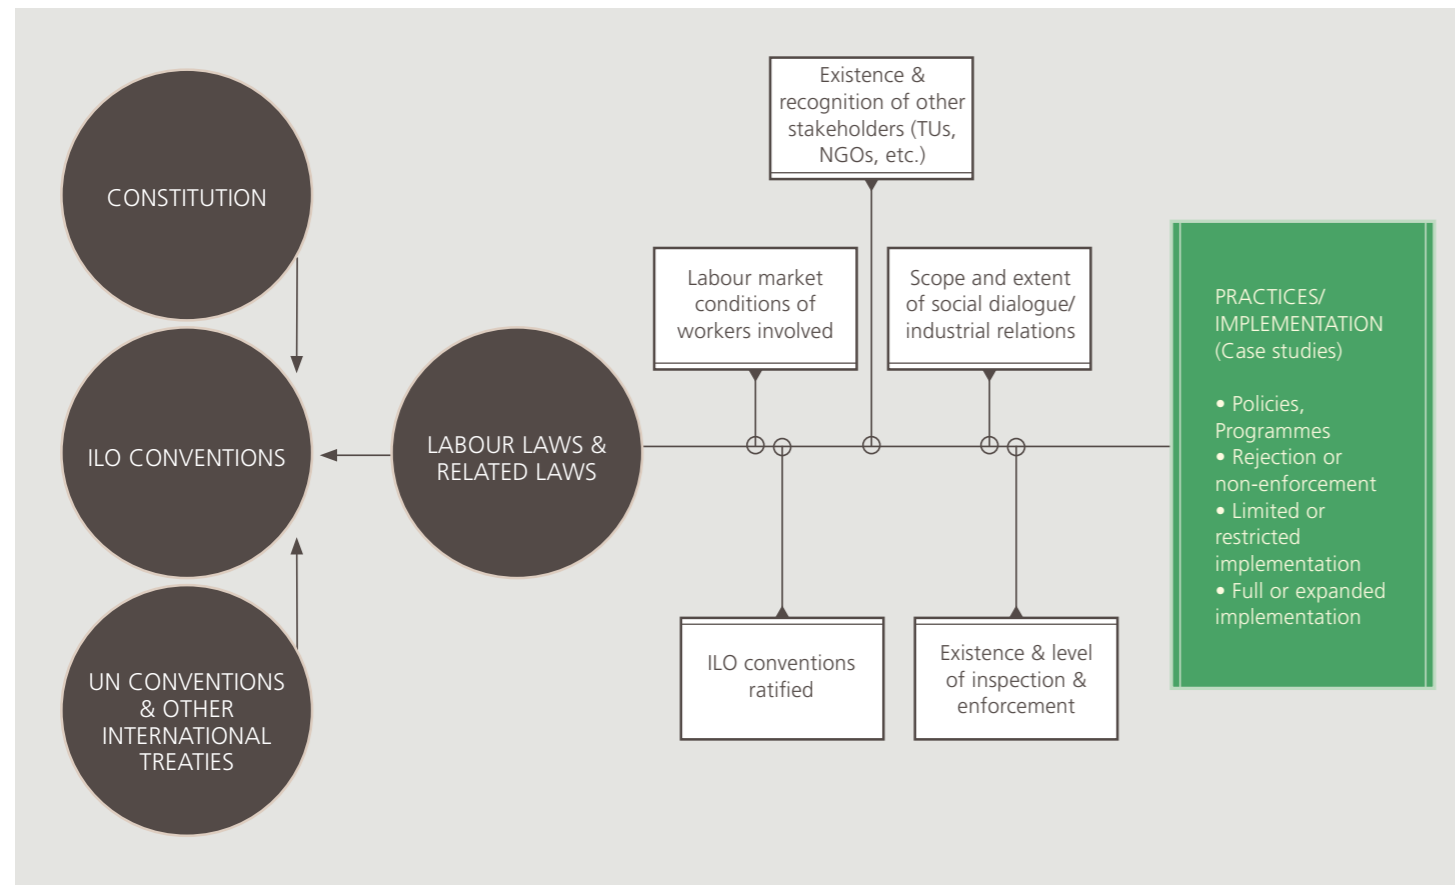 CONSTITUTION
ILO CONVENTIONS
UN CONVENTIONS
& OTHER
INTERNATIONAL
TREATIES
LABOUR LAWS &
RELATED LAWS
Existence &
recognition of other
stakeholders (TUs,
NGOs, etc.)
Labour market
conditions of
workers involved
Scope and extent
of social dialogue/
industrial relations
ILO conventions
ratified
Existence & level
of inspection &
enforcement
PRACTICES/
IMPLEMENTATION
(Case studies)
• Policies,
Programmes
• Rejection or
non-enforcement
• Limited or
restricted
implementation
• Full or expanded
implementation